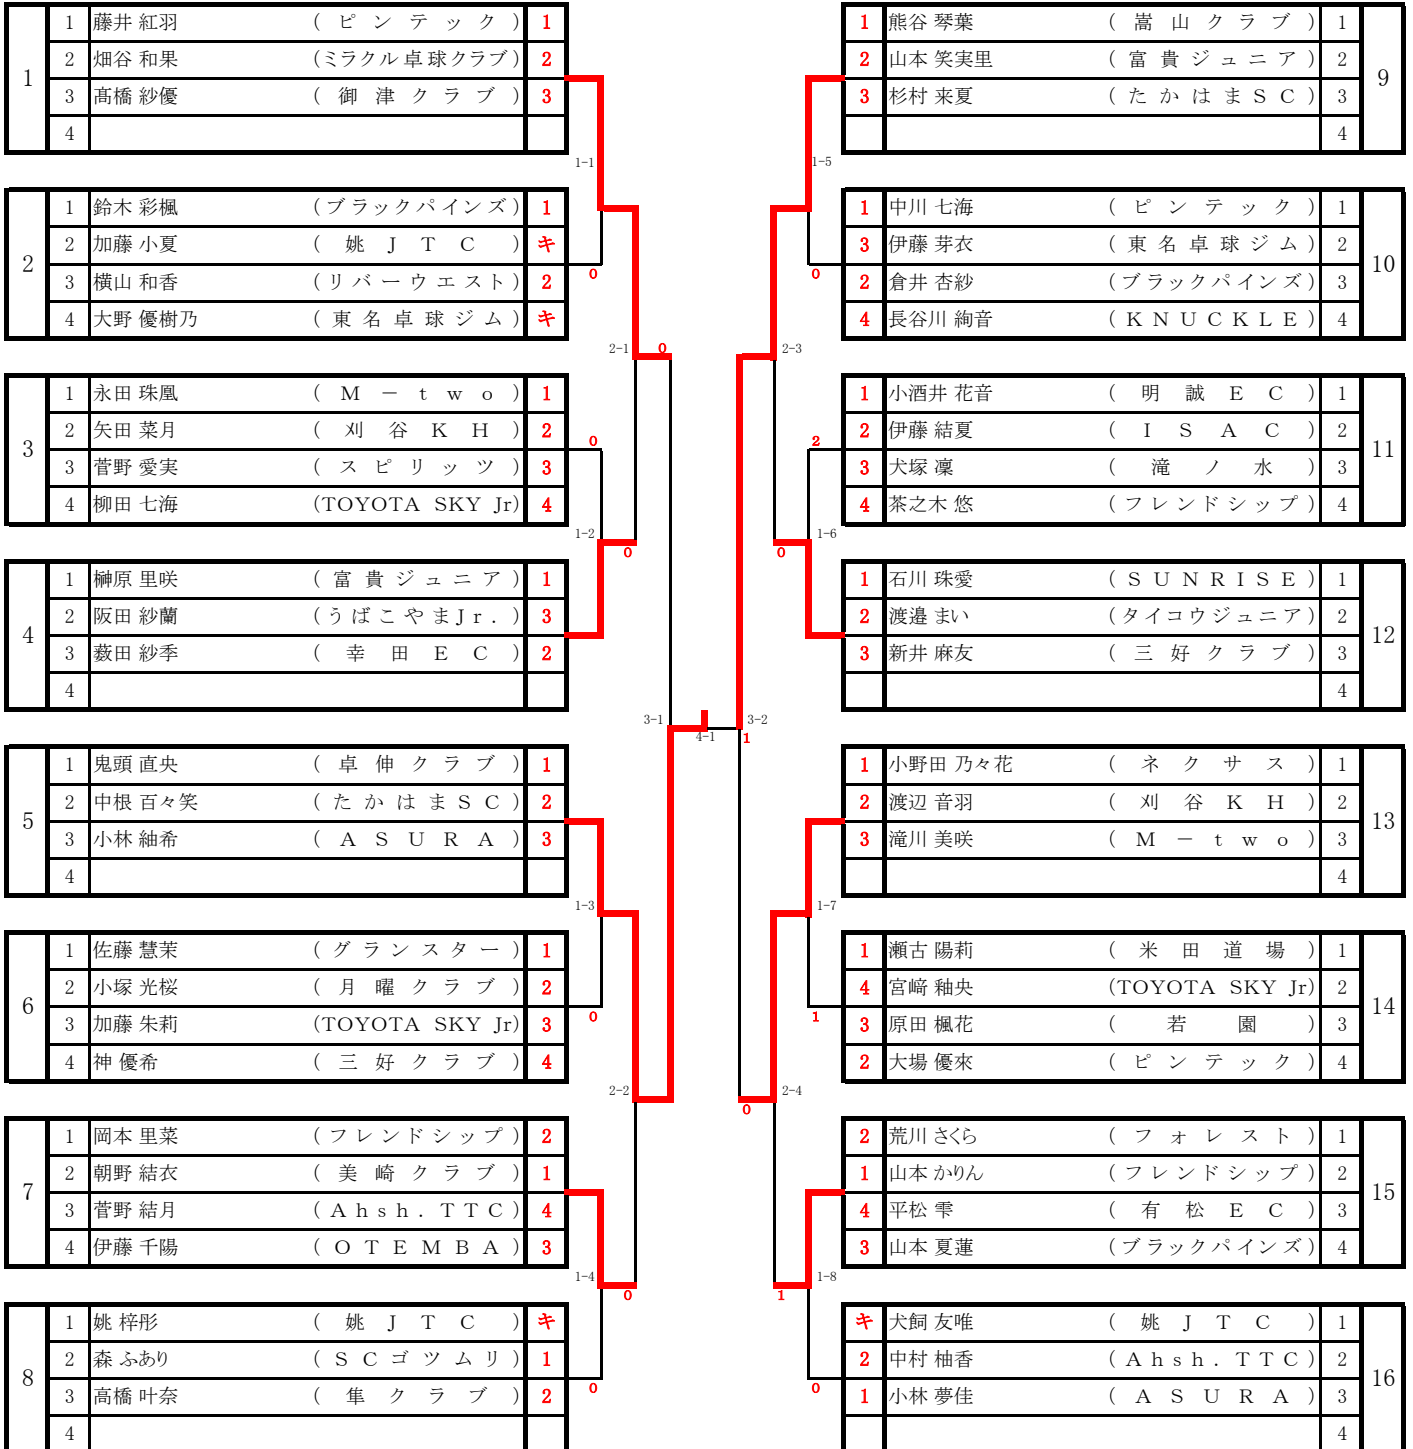 1
1 藤井 紅羽 ( ピンテック ) 1
2 畑谷 和果 (ミラクル卓球クラブ) 2
3 髙橋 紗優 ( 御津クラブ ) 3
4
2
1 鈴木 彩楓 (ブラックパインズ) 1
2 加藤 小夏 ( 姚JTC ) キ
3 横山 和香 (リバーウエスト) 2
4 大野 優樹乃 (東名卓球ジム) キ
3
1 永田 珠凰 ( M-two ) 1
2 矢田 菜月 ( 刈谷KH ) 2
3 菅野 愛実 ( スピリッツ ) 3
4 柳田 七海 (TOYOTA SKY Jr) 4
4
1 榊原 里咲 ( 富貴ジュニア ) 1
2 阪田 紗蘭 (うばこやまJr.) 3
3 薮田 紗季 ( 幸田EC ) 2
4
5
1 鬼頭 直央 ( 卓伸クラブ ) 1
2 中根 百々笑 (たかはまSC) 2
3 小林 紬希 ( ASURA ) 3
4
6
1 佐藤 慧茉 ( グランスター ) 1
2 小塚 光桜 ( 月曜クラブ ) 2
3 加藤 朱莉 (TOYOTA SKY Jr) 3
4 神 優希 ( 三好クラブ ) 4
7
1 岡本 里菜 (フレンドシップ) 2
2 朝野 結衣 ( 美崎クラブ ) 1
3 菅野 結月 (Ahsh.TTC) 4
4 伊藤 千陽 ( OTEMBA ) 3
8
1 姚 梓彤 ( 姚JTC ) キ
2 森 ふあり ( SCゴツムリ ) 1
3 高橋 叶奈 ( 隼クラブ ) 2
4
1-1
0
2-1
0
0
1-2
0
3-1
4-1
1-3
0
2-2
1-4
0
0
3-2
1
1-5
0
2-3
2
1-6
0
1-7
1
2-4
0
1-8
1
0
9
1 熊谷 琴葉 ( 嵩山クラブ ) 1
2 山本 笑実里 ( 富貴ジュニア ) 2
3 杉村 来夏 (たかはまSC) 3
4
10
1 中川 七海 ( ピンテック ) 1
3 伊藤 芽衣 (東名卓球ジム) 2
2 倉井 杏紗 (ブラックパインズ) 3
4 長谷川 絢音 (KNUCKLE) 4
11
1 小酒井 花音 ( 明誠EC ) 1
2 伊藤 結夏 ( ISAC ) 2
3 犬塚 凜 ( 滝ノ水 ) 3
4 茶之木 悠 (フレンドシップ) 4
12
1 石川 珠愛 (SUNRISE) 1
2 渡邉 まい (タイコウジュニア) 2
3 新井 麻友 ( 三好クラブ ) 3
4
13
1 小野田 乃々花 ( ネクサス ) 1
2 渡辺 音羽 ( 刈谷KH ) 2
3 滝川 美咲 ( M-two ) 3
4
14
1 瀬古 陽莉 ( 米田道場 ) 1
4 宮﨑 釉央 (TOYOTA SKY Jr) 2
3 原田 楓花 ( 若園 ) 3
2 大場 優來 ( ピンテック ) 4
15
2 荒川 さくら ( フォレスト ) 1
1 山本 かりん (フレンドシップ) 2
4 平松 雫 ( 有松EC ) 3
3 山本 夏蓮 (ブラックパインズ) 4
16
キ 犬飼 友唯 ( 姚JTC ) 1
2 中村 柚香 (Ahsh.TTC) 2
1 小林 夢佳 ( ASURA ) 3
4